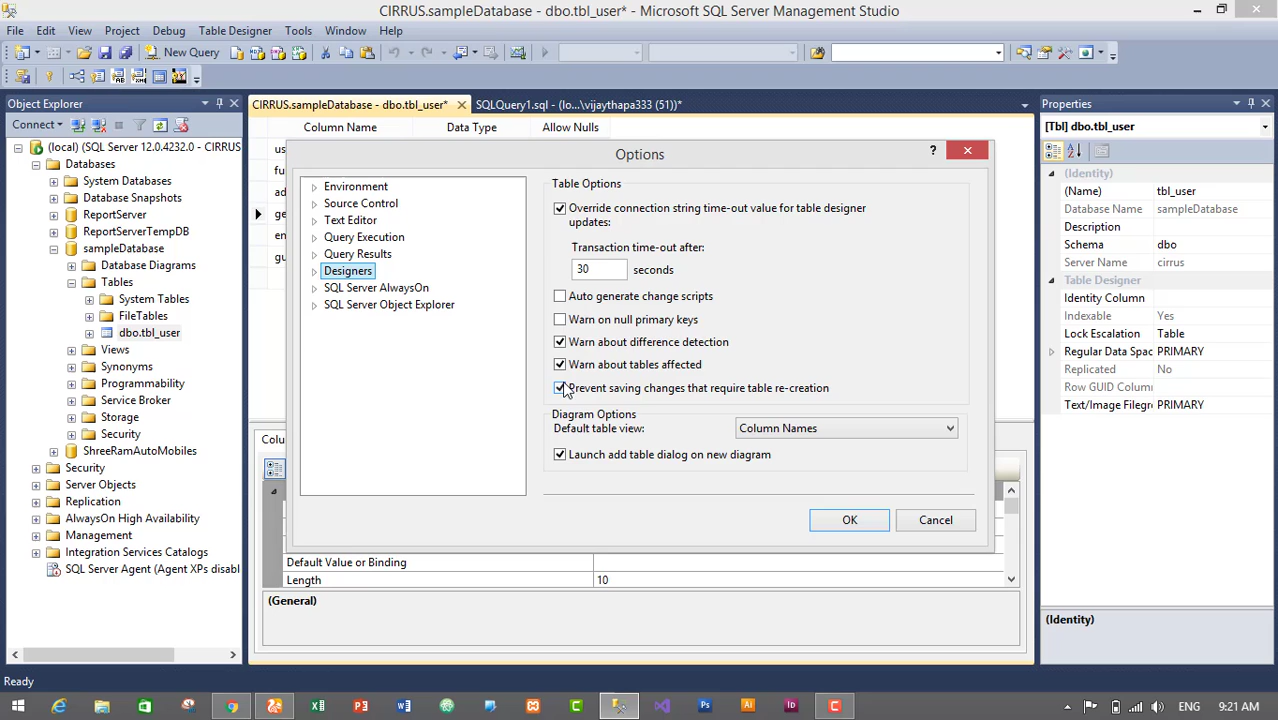 CIRRUS.sampleDatabase - dbo.tbl_user* - Microsoft SQL Server Management Studio
File Edit View Project Debug Table Designer Tools Window Help
New Query
Object Explorer
Connect
(local) (SQL Server 12.0.4232.0 - CIRRUS
Databases
System Databases
Database Snapshots
ReportServer
ReportServerTempDB
sampleDatabase
Database Diagrams
Tables
System Tables
FileTables
dbo.tbl_user
Views
Synonyms
Programmability
Service Broker
Storage
Security
ShreeRamAutoMobiles
Security
Server Objects
Replication
AlwaysOn High Availability
Management
Integration Services Catalogs
SQL Server Agent (Agent XPs disabl
CIRRUS.sampleDatabase - dbo.tbl_user*
SQLQuery1.sql - (lo...\vijaythapa333 (51))*
Column Name Data Type Allow Nulls
us
fu
ad
ge
en
gu
Options
Environment
Source Control
Text Editor
Query Execution
Query Results
Designers
SQL Server AlwaysOn
SQL Server Object Explorer
Table Options
Override connection string time-out value for table designer
updates:
Transaction time-out after:
30 seconds
Auto generate change scripts
Warn on null primary keys
Warn about difference detection
Warn about tables affected
Prevent saving changes that require table re-creation
Diagram Options
Default table view: Column Names
Launch add table dialog on new diagram
OK Cancel
Colu
Default Value or Binding
Length 10
(General)
Properties
[Tbl] dbo.tbl_user
(Identity)
(Name) tbl_user
Database Name sampleDatabase
Description
Schema dbo
Server Name cirrus
Table Designer
Identity Column
Indexable Yes
Lock Escalation Table
Regular Data Spac PRIMARY
Replicated No
Row GUID Column
Text/Image Filegr PRIMARY
(Identity)
Ready
ENG 9:21 AM